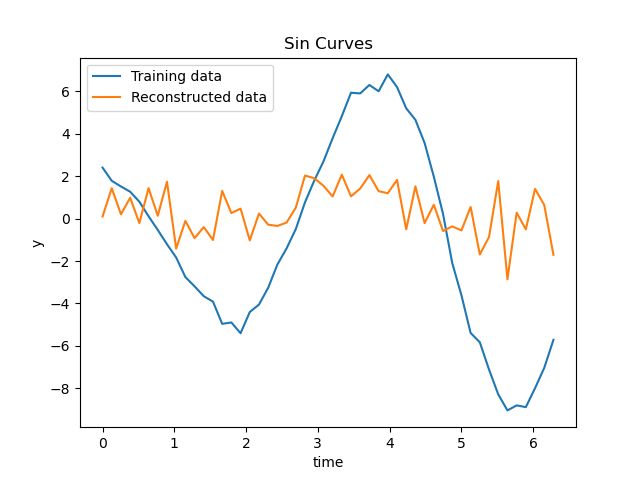 Sin Curves
Training data
Reconstructed data
6
4
2
0
−2
−4
−6
−8
y
0 1 2 3 4 5 6
time